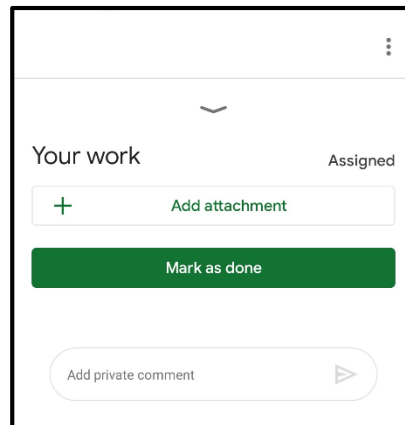 Your work
Assigned
Add attachment
Mark as done
Add private comment